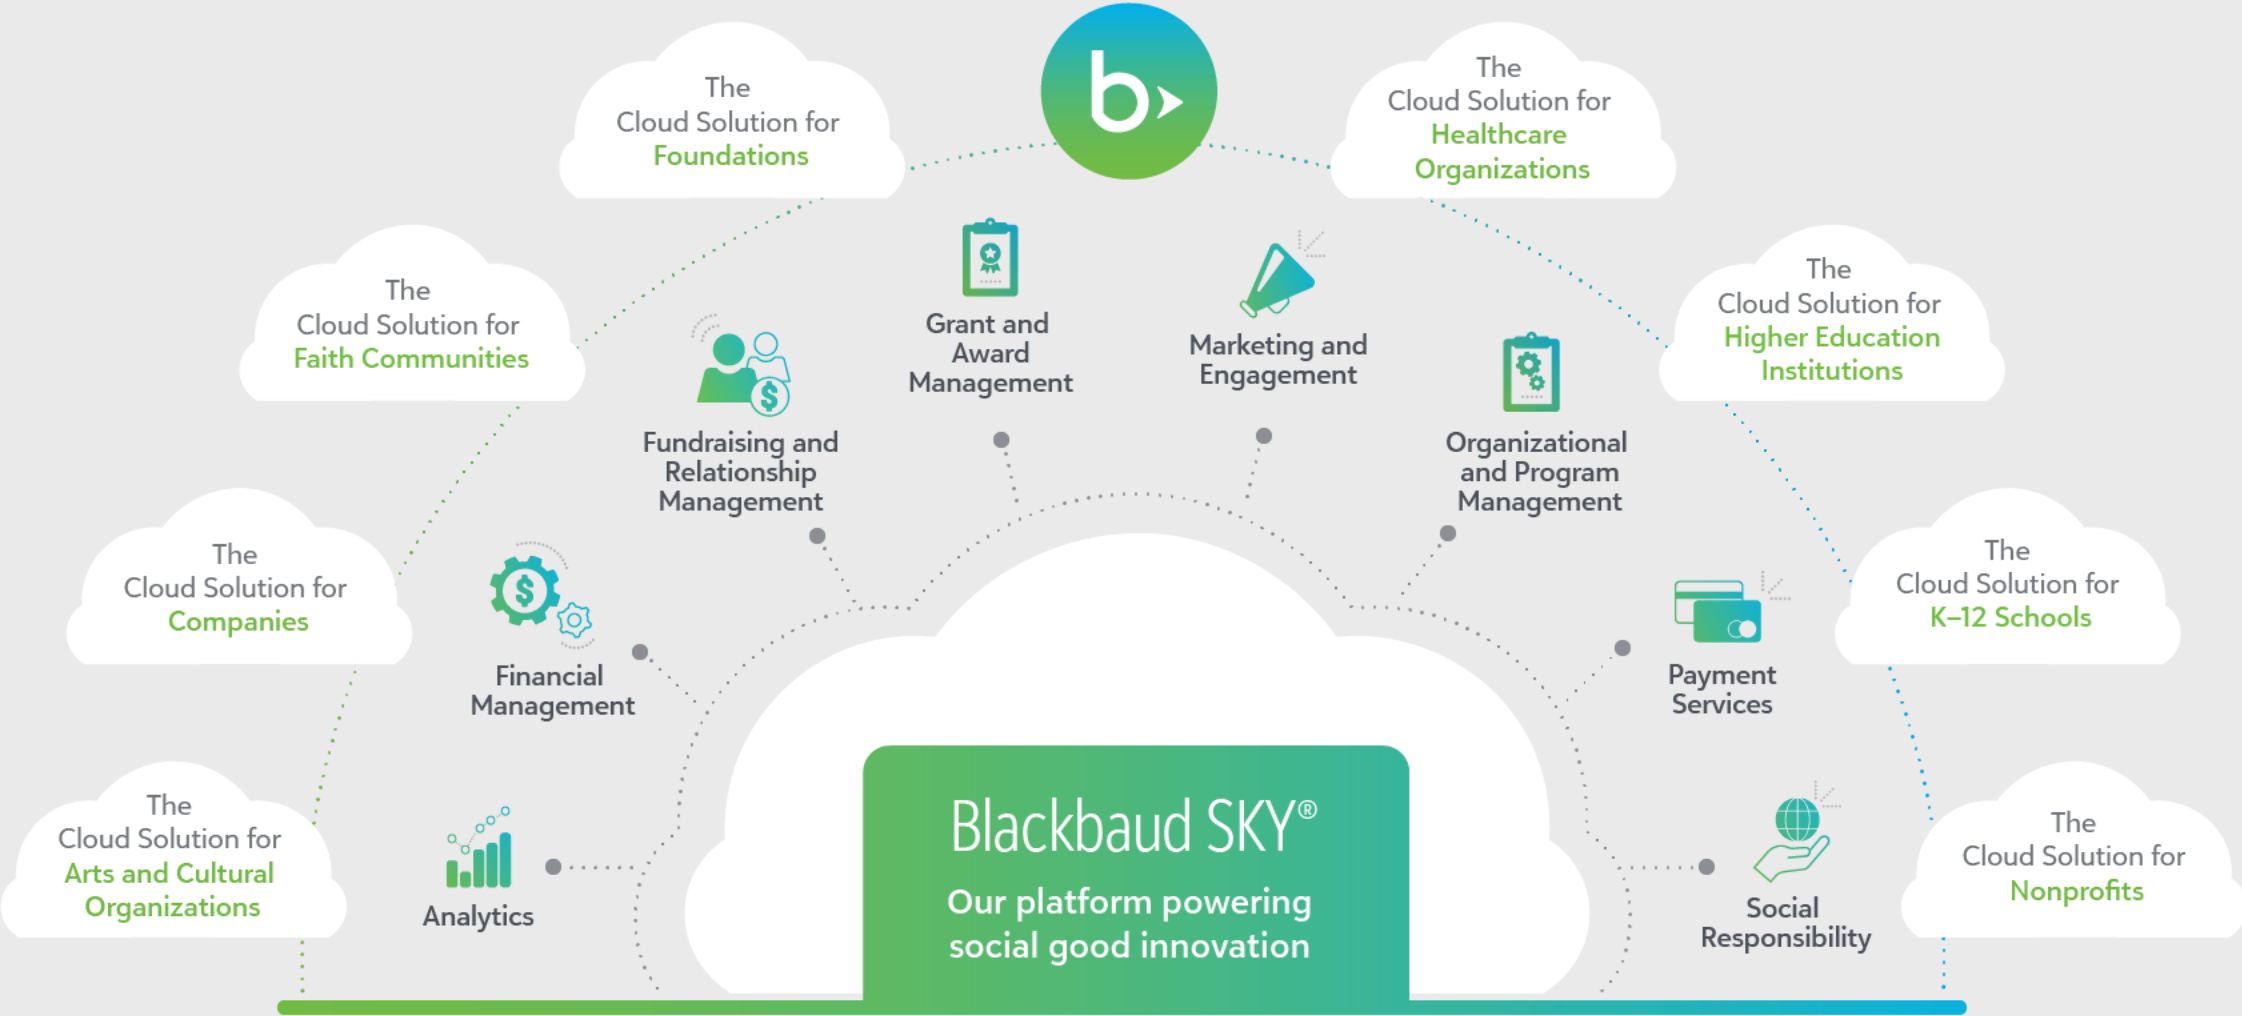 The
Cloud Solution for
Foundations
b
The
Cloud Solution for
Healthcare
Organizations
The
Cloud Solution for
Faith Communities
The
Cloud Solution for
Higher Education
Institutions
The
Cloud Solution for
Companies
The
Cloud Solution for
K–12 Schools
The
Cloud Solution for
Arts and Cultural
Organizations
The
Cloud Solution for
Nonprofits
Grant and
Award
Management
Marketing and
Engagement
$
Fundraising and
Relationship
Management
Organizational
and Program
Management
$
Financial
Management
Payment
Services
Analytics
Social
Responsibility
Blackbaud SKY®
Our platform powering
social good innovation